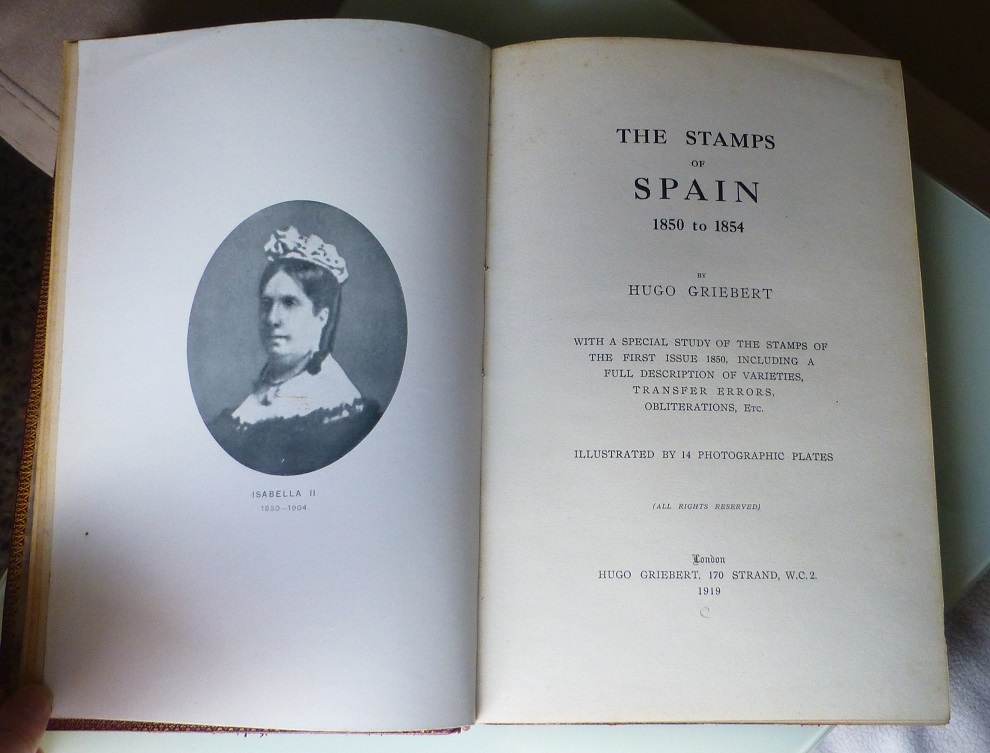 ISABELLA II.
1830–1904.
THE STAMPS
OF
SPAIN
1850 to 1854
BY
HUGO GRIEBERT
WITH A SPECIAL STUDY OF THE STAMPS OF
THE FIRST ISSUE 1850, INCLUDING A
FULL DESCRIPTION OF VARIETIES,
TRANSFER ERRORS,
OBLITERATIONS, Etc.
ILLUSTRATED BY 14 PHOTOGRAPHIC PLATES
(ALL RIGHTS RESERVED)
London
HUGO GRIEBERT, 170 STRAND, W.C.2.
1919
C